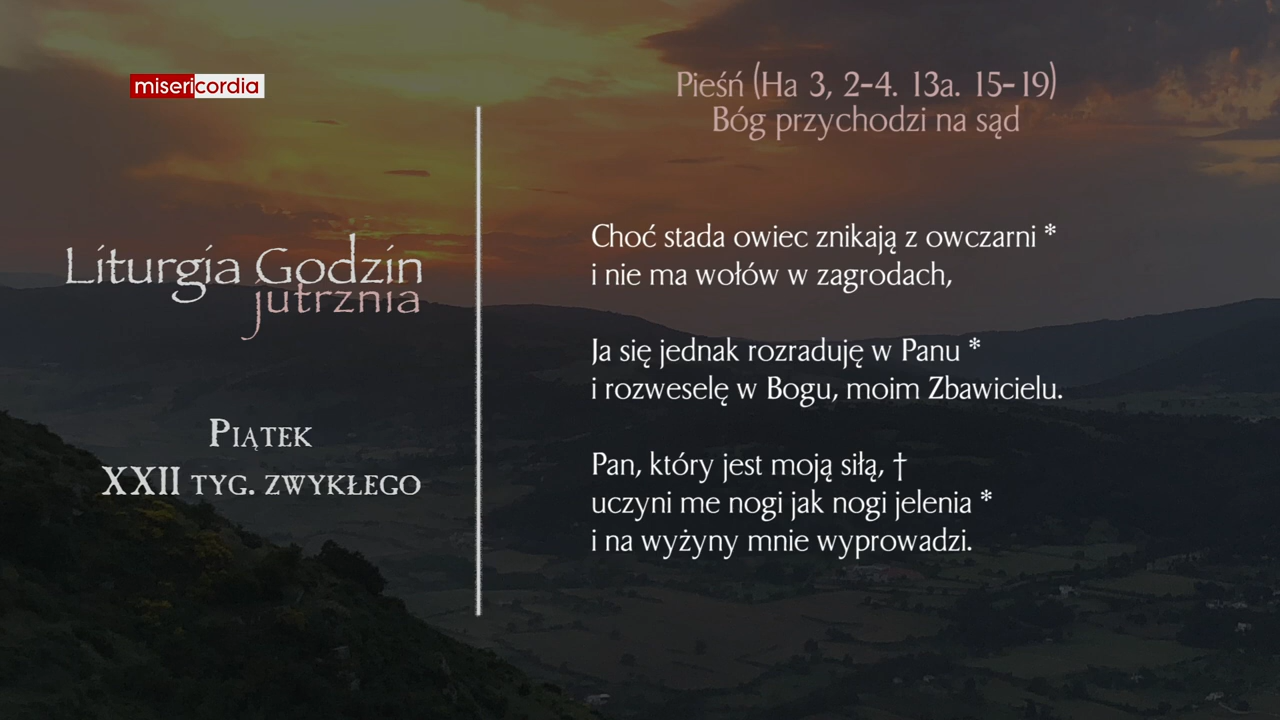 misericordia
Liturgia Godzin
jutrznia
Piątek
XXII tyg. zwykłego
Pieśń (Ha 3, 2-4. 13a. 15-19)
Bóg przychodzi na sąd
Choć stada owiec znikają z owczarni *
i nie ma wołów w zagrodach,
Ja się jednak rozraduję w Panu *
i rozweselę w Bogu, moim Zbawicielu.
Pan, który jest moją siłą, †
uczyni me nogi jak nogi jelenia *
i na wyżyny mnie wyprowadzi.